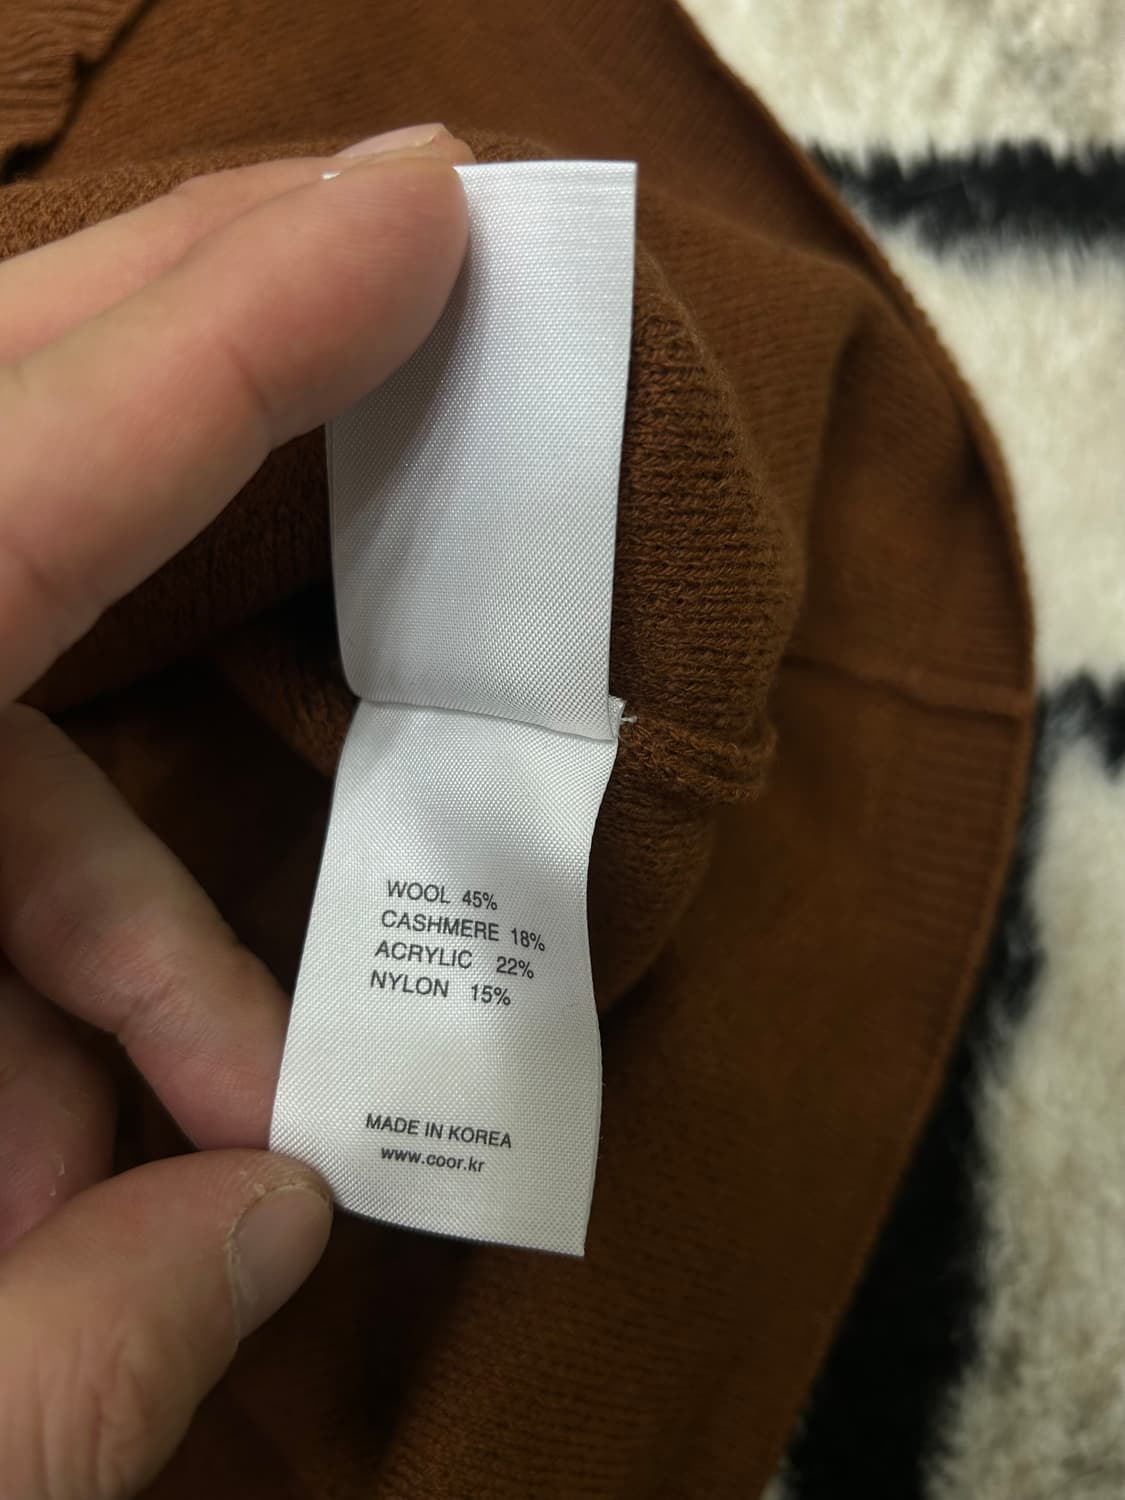 WOOL 45%
CASHMERE 18%
ACRYLIC 22%
NYLON 15%
MADE IN KOREA
www.coor.kr